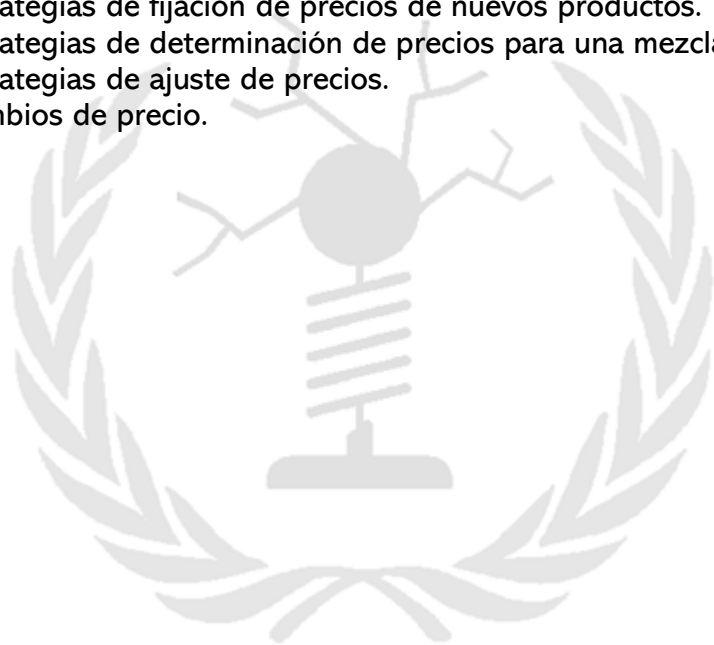 ategias de fijación de precios de nuevos productos.
ategias de determinación de precios para una mezcla
ategias de ajuste de precios.
bios de precio.